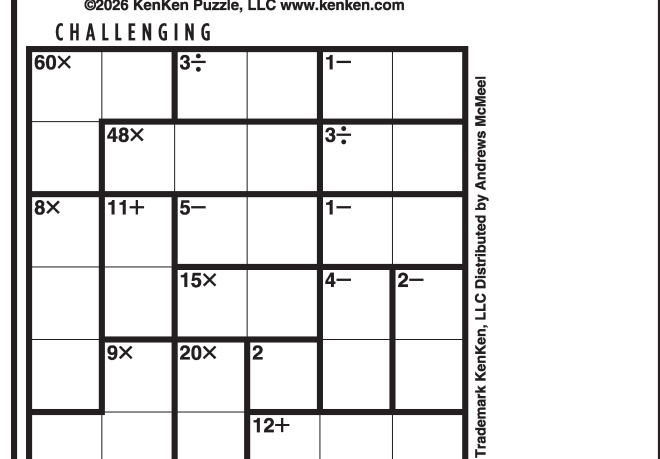 ©2026 KenKen Puzzle, LLC www.kenken.com
CHALLENGING
60× 3÷ 1−
48× 3÷
8× 11+ 5− 1−
15× 4− 2−
9× 20× 2
12+
Trademark KenKen, LLC Distributed by Andrews McMeel